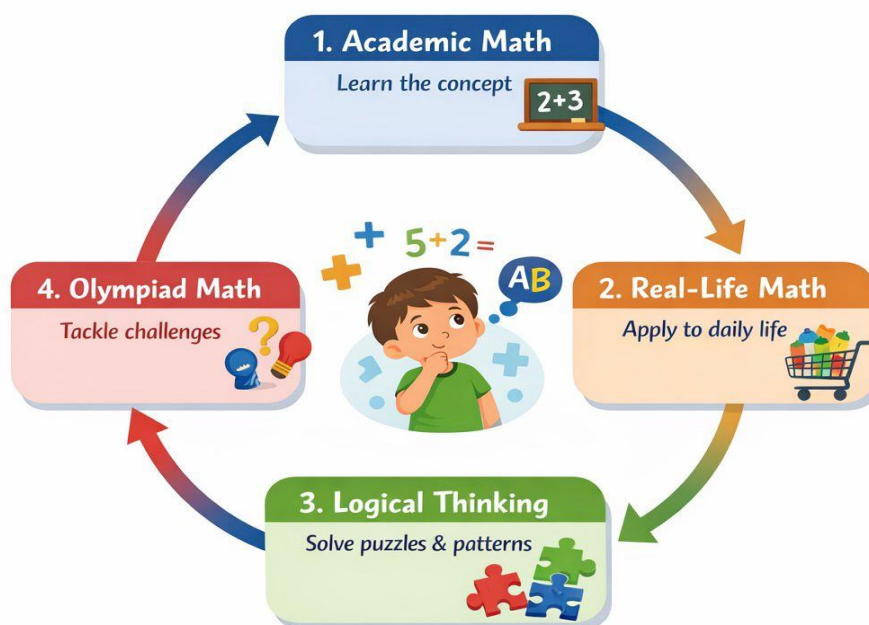 1. Academic Math
Learn the concept
2+3
5+2=
AB
4. Olympiad Math
Tackle challenges
?
2. Real-Life Math
Apply to daily life
3. Logical Thinking
Solve puzzles & patterns